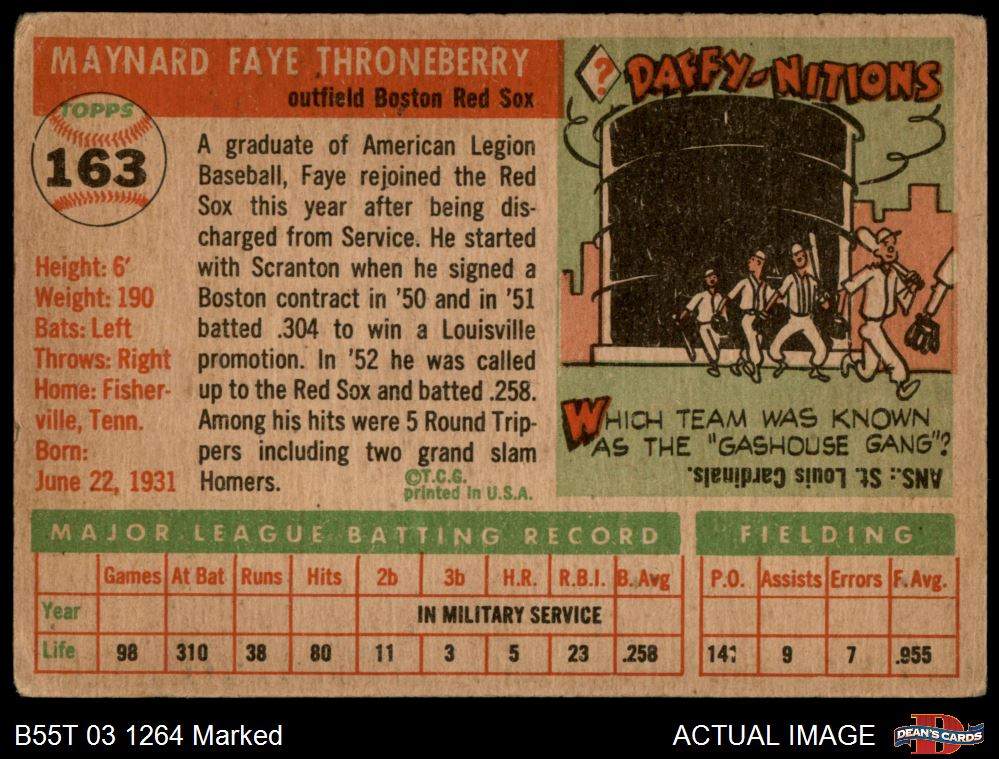 MAYNARD FAYE THRONEBERRY
outfield Boston Red Sox
TOPPS
163
Height: 6'
Weight: 190
Bats: Left
Throws: Right
Home: Fisher-
ville, Tenn.
Born:
June 22, 1931
A graduate of American Legion
Baseball, Faye rejoined the Red
Sox this year after being dis-
charged from Service. He started
with Scranton when he signed a
Boston contract in '50 and in '51
batted .304 to win a Louisville
promotion. In '52 he was called
up to the Red Sox and batted .258.
Among his hits were 5 Round Trip-
pers including two grand slam
Homers.
©T.C.G.
printed in U.S.A.
? DAFFY-NITIONS
WHICH TEAM WAS KNOWN
AS THE "GASHOUSE GANG"?
ANS.: St. Louis Cardinals.
MAJOR LEAGUE BATTING RECORD
Games At Bat Runs Hits 2b 3b H.R. R.B.I. B. Avg
Year IN MILITARY SERVICE
Life 98 310 38 80 11 3 5 23 .258
FIELDING
P.O. Assists Errors F. Avg.
141 9 7 .955
B55T 03 1264 Marked
ACTUAL IMAGE
D
DEAN'S CARDS